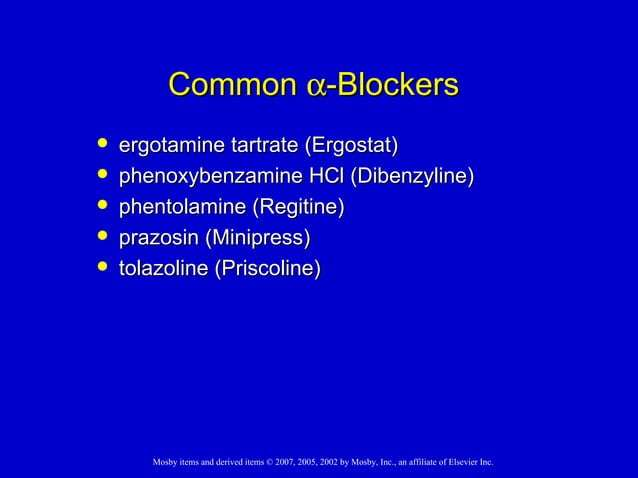 Common α-Blockers
• ergotamine tartrate (Ergostat)
• phenoxybenzamine HCl (Dibenzyline)
• phentolamine (Regitine)
• prazosin (Minipress)
• tolazoline (Priscoline)
Mosby items and derived items © 2007, 2005, 2002 by Mosby, Inc., an affiliate of Elsevier Inc.